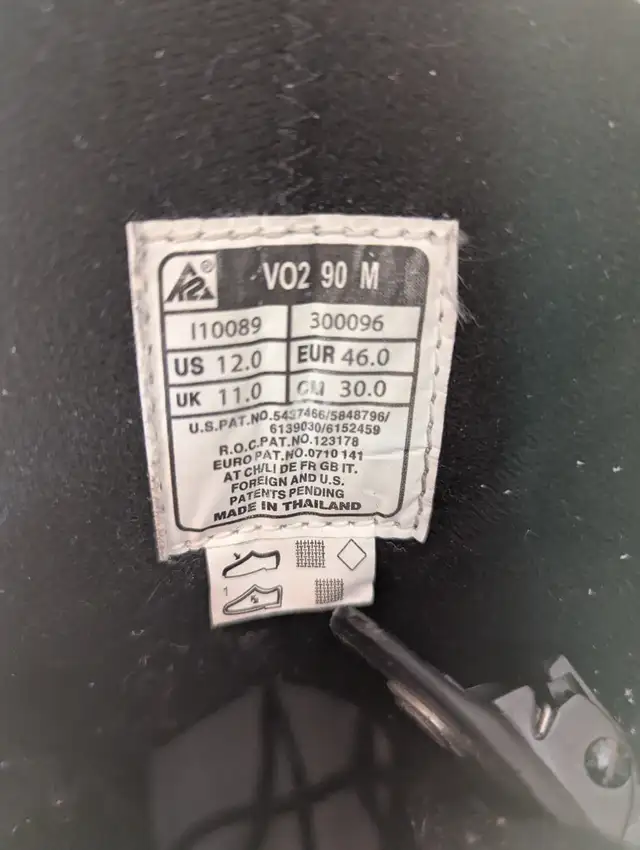 K2®
VO2 90 M
I10089 300096
US 12.0 EUR 46.0
UK 11.0 CM 30.0
U.S.PAT.NO.5437466/5848796/
6139030/6152459
R.O.C.PAT.NO.123178
EURO PAT.NO.0710 141
AT CH/LI DE FR GB IT.
FOREIGN AND U.S.
PATENTS PENDING
MADE IN THAILAND
1